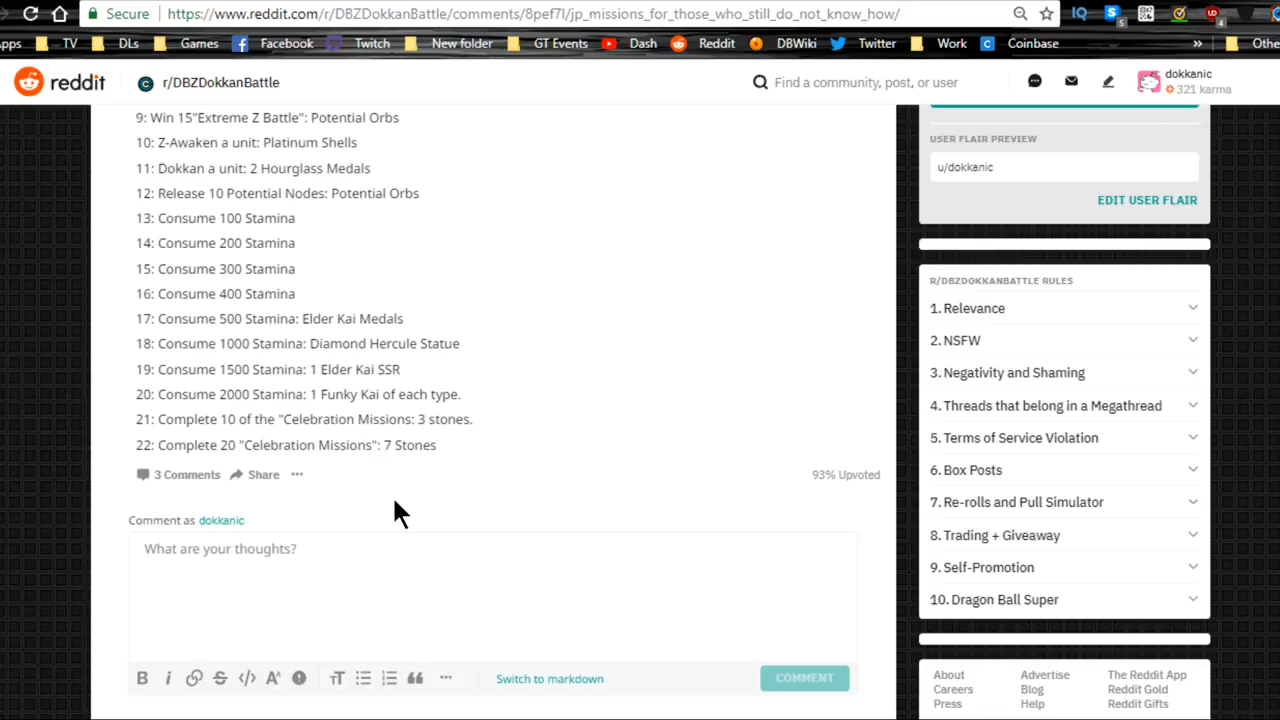 Secure https://www.reddit.com/r/DBZDokkanBattle/comments/8pef7l/jp_missions_for_those_who_still_do_not_know_how/
IQ S 5 4
Apps TV DLs Games Facebook Twitch New folder GT Events Dash Reddit DBWiki Twitter Work Coinbase » Othe
reddit r/DBZDokkanBattle Find a community, post, or user dokkanic
321 karma
9: Win 15"Extreme Z Battle": Potential Orbs
10: Z-Awaken a unit: Platinum Shells
11: Dokkan a unit: 2 Hourglass Medals
12: Release 10 Potential Nodes: Potential Orbs
13: Consume 100 Stamina
14: Consume 200 Stamina
15: Consume 300 Stamina
16: Consume 400 Stamina
17: Consume 500 Stamina: Elder Kai Medals
18: Consume 1000 Stamina: Diamond Hercule Statue
19: Consume 1500 Stamina: 1 Elder Kai SSR
20: Consume 2000 Stamina: 1 Funky Kai of each type.
21: Complete 10 of the "Celebration Missions: 3 stones.
22: Complete 20 "Celebration Missions": 7 Stones
3 Comments Share ··· 93% Upvoted
Comment as dokkanic
What are your thoughts?
B i A Tt Switch to markdown COMMENT
USER FLAIR PREVIEW
u/dokkanic
EDIT USER FLAIR
R/DBZDOKKANBATTLE RULES
1. Relevance
2. NSFW
3. Negativity and Shaming
4. Threads that belong in a Megathread
5. Terms of Service Violation
6. Box Posts
7. Re-rolls and Pull Simulator
8. Trading + Giveaway
9. Self-Promotion
10. Dragon Ball Super
About Advertise The Reddit App
Careers Blog Reddit Gold
Press Help Reddit Gifts